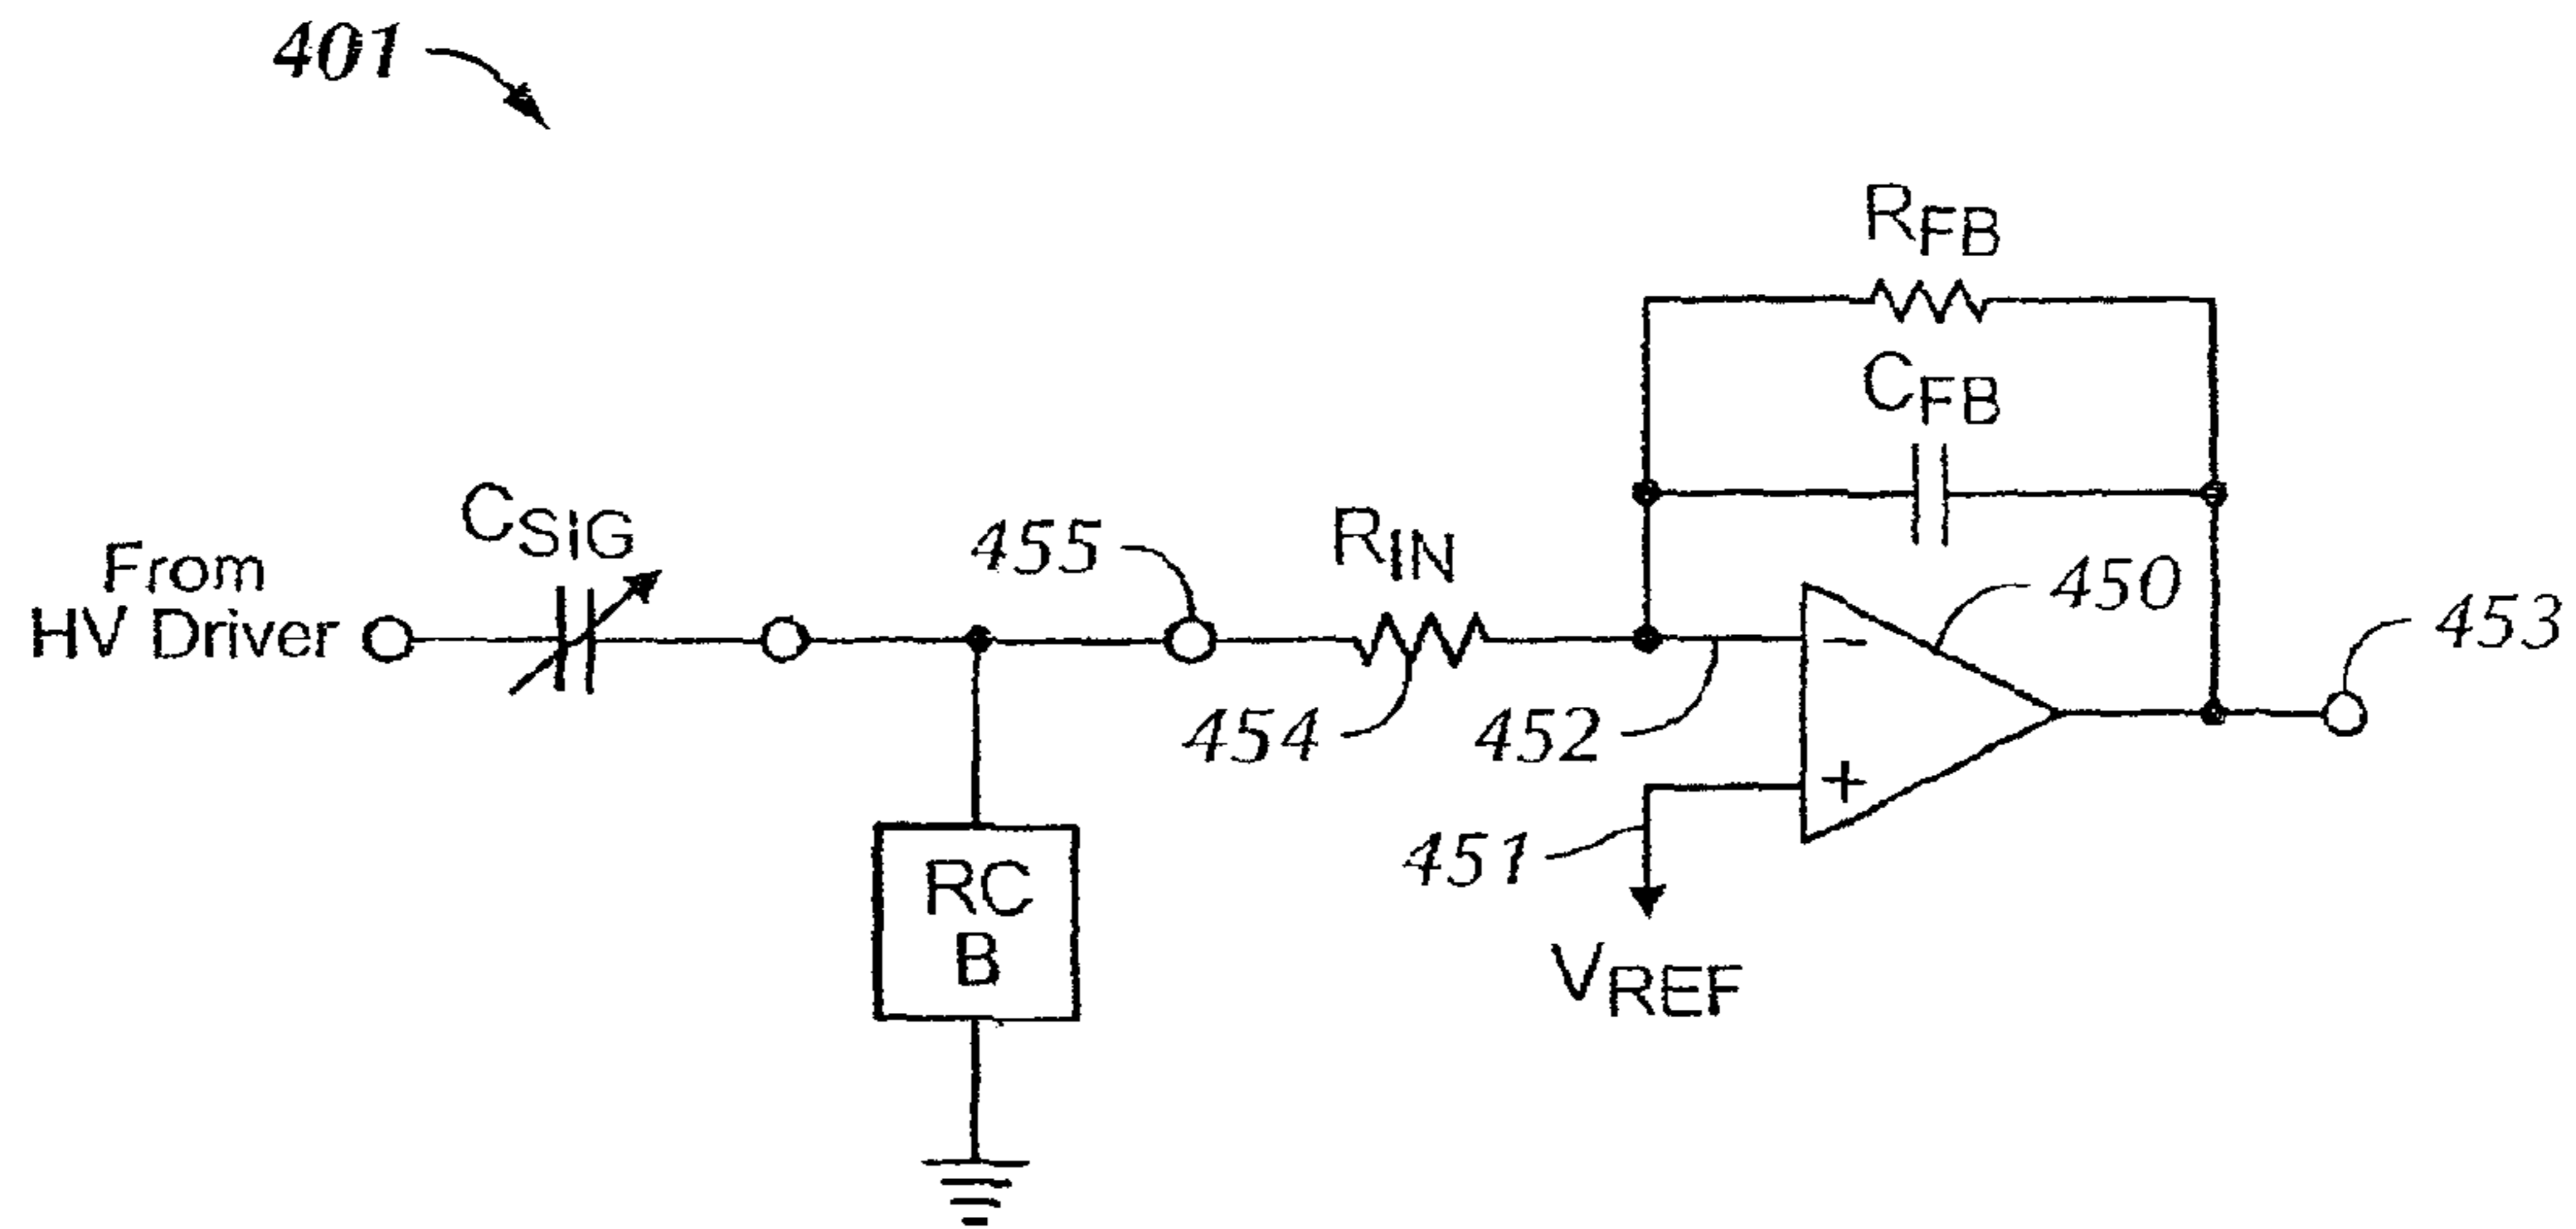 401
RFB
CFB
CSiG
From
HV Driver
455
RIN
450
453
454
452
−
+
451
RC
B
VREF